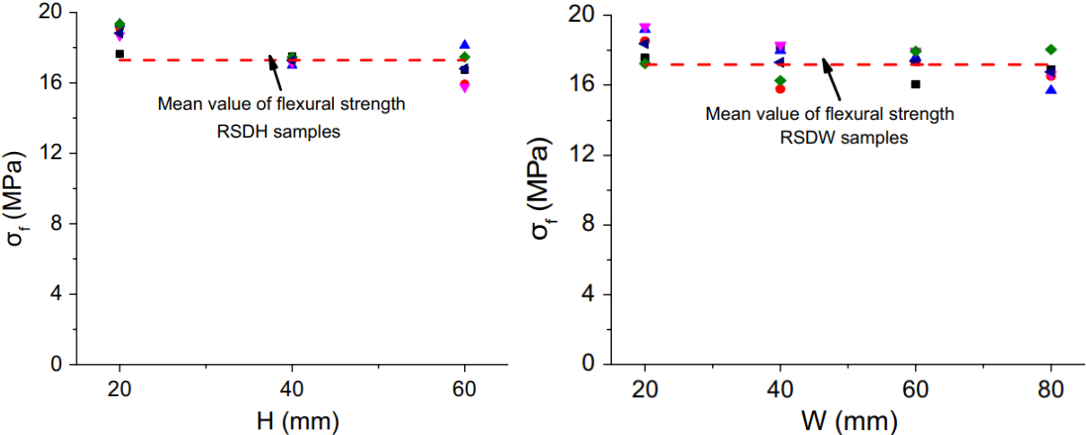 20
16
12
8
4
0
σf (MPa)
Mean value of flexural strength
RSDH samples
20 40 60
H (mm)
20
16
12
8
4
0
σf (MPa)
Mean value of flexural strength
RSDW samples
20 40 60 80
W (mm)